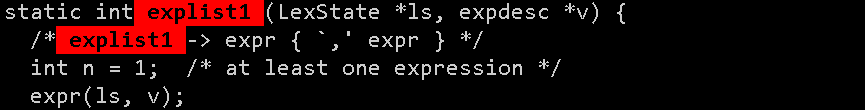 static int explist1 (LexState *ls, expdesc *v) {
/* explist1 -> expr { `,' expr } */
int n = 1;  /* at least one expression */
expr(ls, v);